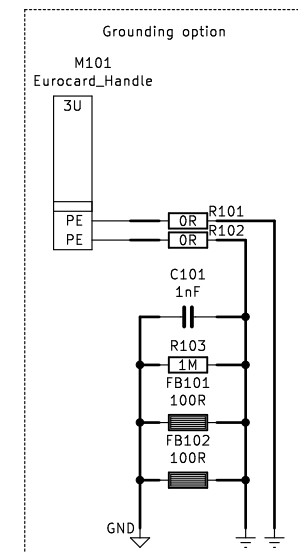 Grounding option
M101
Eurocard_Handle
3U
PE
0R
R101
PE
0R
R102
C101
1nF
R103
1M
FB101
100R
FB102
100R
GND